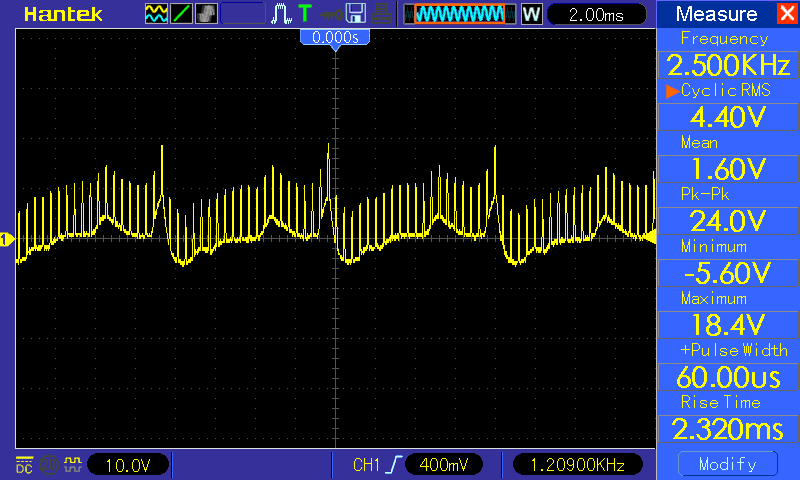 Hantek T W 2.00ms Measure
0.000s
Frequency
2.500KHz
Cyclic RMS
4.40V
Mean
1.60V
Pk-Pk
24.0V
1
Minimum
-5.60V
Maximum
18.4V
+Pulse Width
60.00us
Rise Time
2.320ms
DC 10.0V CH1 400mV 1.20900KHz Modify